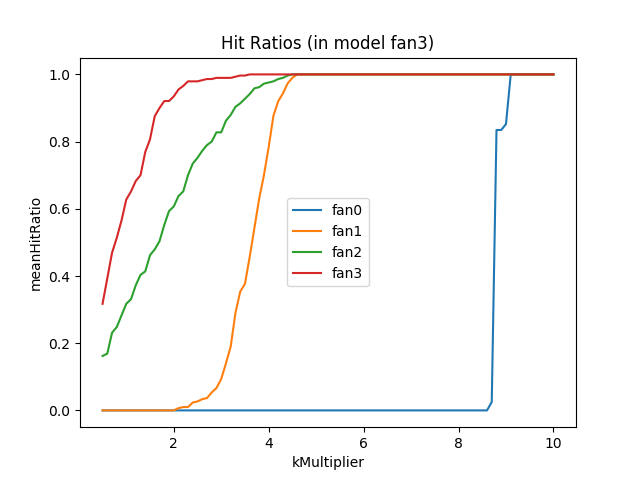 Hit Ratios (in model fan3)
meanHitRatio
1.0
0.8
0.6
0.4
0.2
0.0
fan0
fan1
fan2
fan3
2
4
6
8
10
kMultiplier